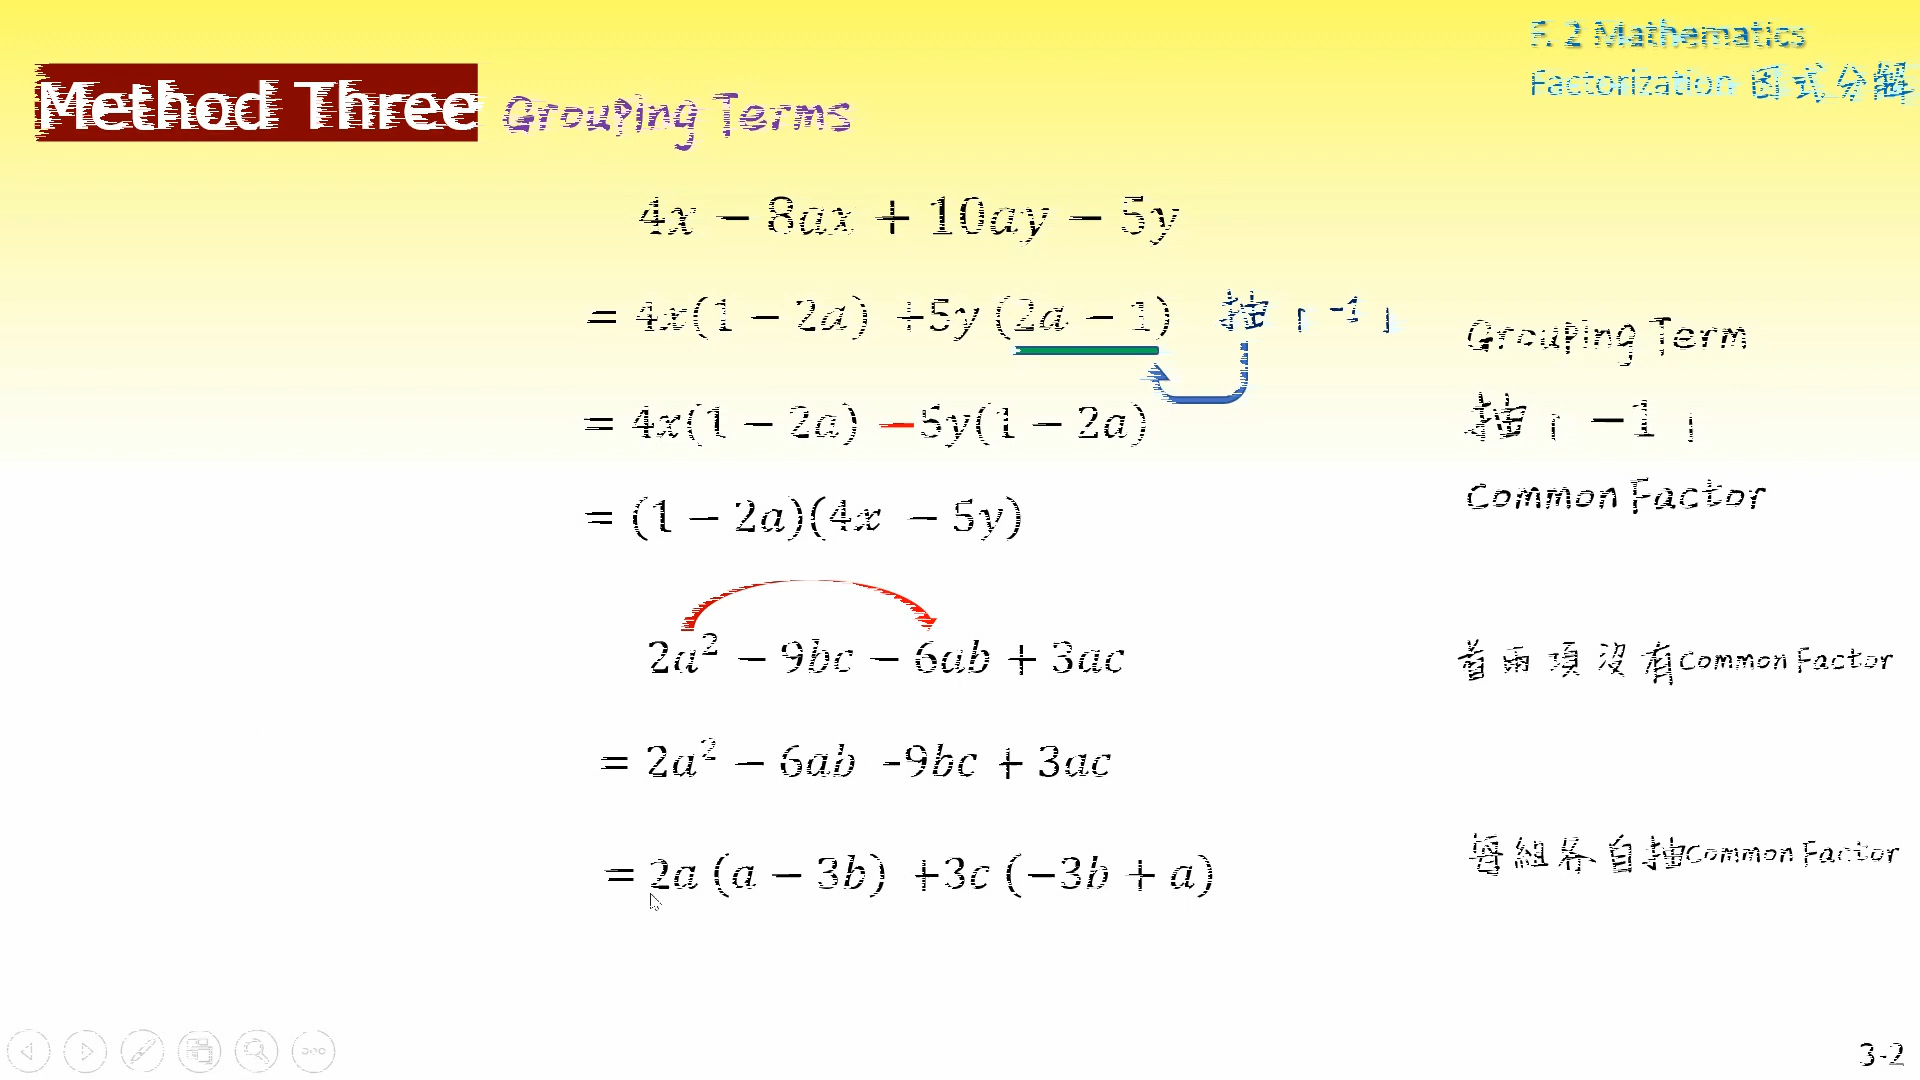 F. 2 Mathematics
Factorization 因式分解
Method Three Grouping Terms
4x − 8ax + 10ay − 5y
= 4x(1 − 2a) +5y (2a − 1) 抽「 -1 」
Grouping Term
= 4x(1 − 2a) −5y(1 − 2a)
抽「 −1 」
= (1 − 2a)(4x − 5y)
Common Factor
2a² − 9bc − 6ab + 3ac
首兩項沒有Common Factor
= 2a² − 6ab -9bc + 3ac
= 2a (a − 3b) +3c (−3b + a)
每組各自抽Common Factor
3-2